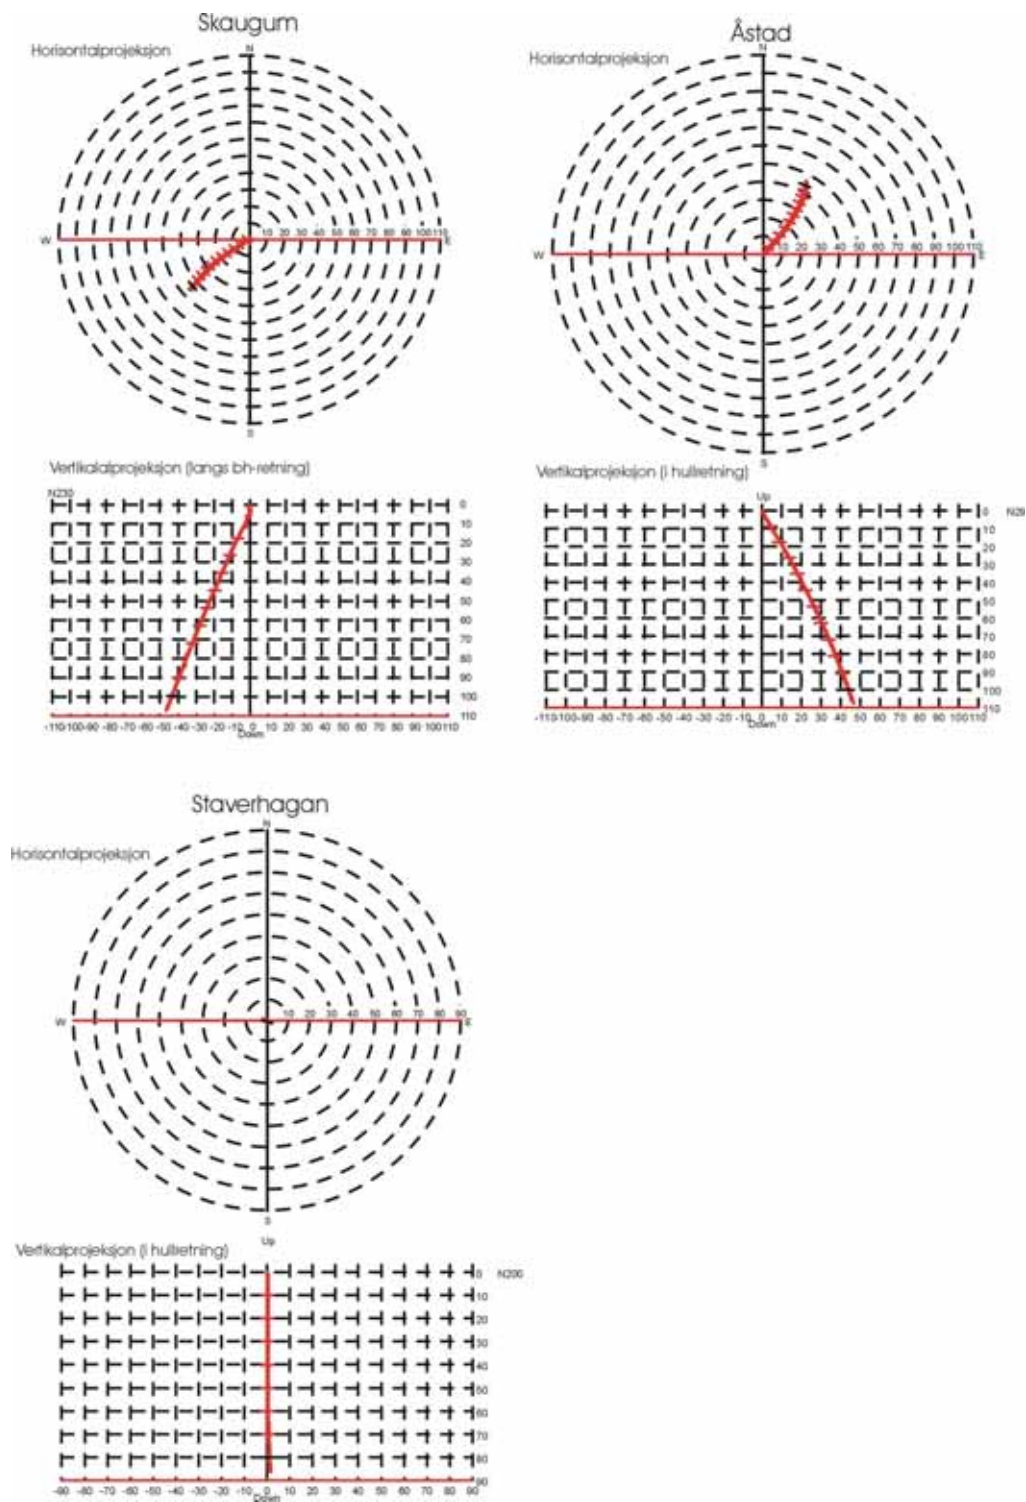 Skaugum
Horisontalprojeksjon
N
10 20 30 40 50 60 70 80 90 100 110
W E
S
Vertikalalprojeksjon (langs bh-retning)
N230
0
10
20
30
40
50
60
70
80
90
100
110
-110-100-90 -80 -70 -60 -50 -40 -30 -20 -10 0 10 20 30 40 50 60 70 80 90 100110
Down
Åstad
Horisontalprojeksjon
N
10 20 30 40 50 60 70 80 90 100 110
W E
S
Vertikalprojeksjon (i hullretning)
Up
0
10
20
30
40
50
60
70
80
90
100
110
-110-100-90 -80 -70 -60 -50 -40 -30 -20 -10 0 10 20 30 40 50 60 70 80 90 100 110
Down
Staverhagan
Horisontalprojeksjon
N
10 20 30 40 50 60 70 80 90
W E
S
Up
Vertikalprojeksjon (i hullretning)
0 N200
10
20
30
40
50
60
70
80
90
-90 -80 -70 -60 -50 -40 -30 -20 -10 0 10 20 30 40 50 60 70 80 90
Down